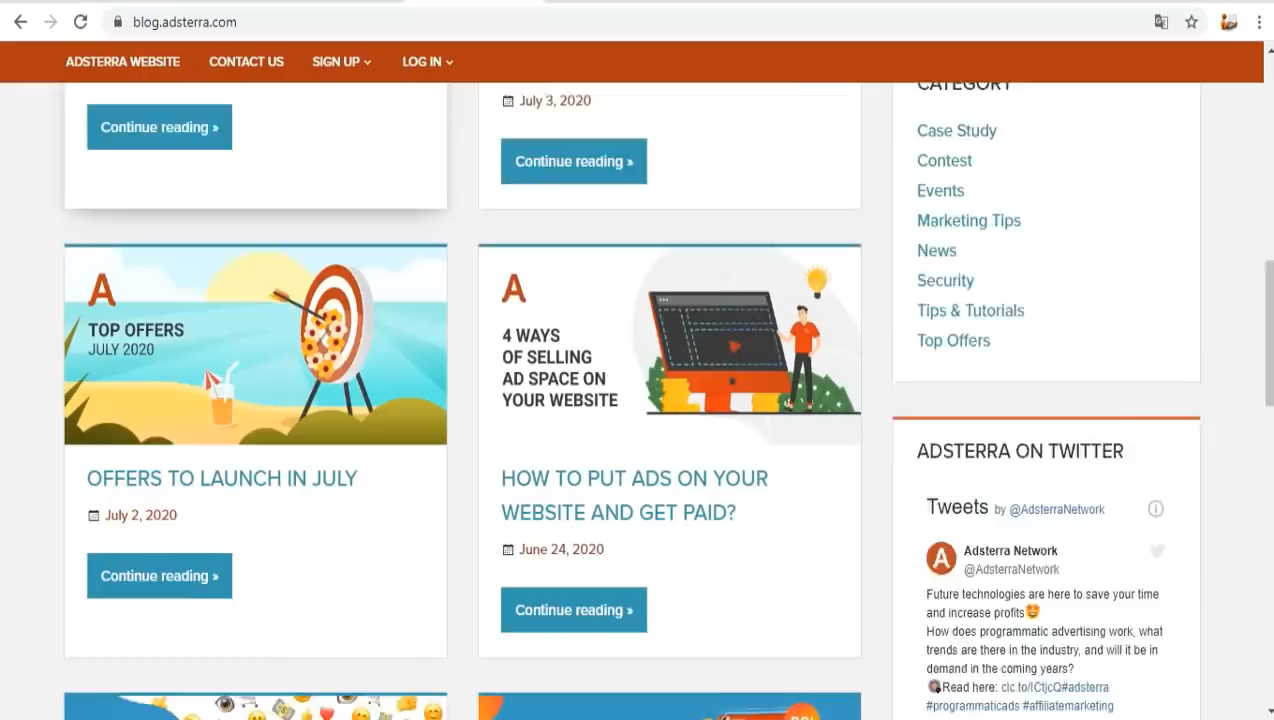 blog.adsterra.com
ADSTERRA WEBSITE CONTACT US SIGN UP LOG IN
Continue reading »
July 3, 2020
Continue reading »
A
TOP OFFERS
JULY 2020
OFFERS TO LAUNCH IN JULY
July 2, 2020
Continue reading »
A
4 WAYS
OF SELLING
AD SPACE ON
YOUR WEBSITE
HOW TO PUT ADS ON YOUR
WEBSITE AND GET PAID?
June 24, 2020
Continue reading »
CATEGORY
Case Study
Contest
Events
Marketing Tips
News
Security
Tips & Tutorials
Top Offers
ADSTERRA ON TWITTER
Tweets by @AdsterraNetwork
A
Adsterra Network
@AdsterraNetwork
Future technologies are here to save your time
and increase profits🤩
How does programmatic advertising work, what
trends are there in the industry, and will it be in
demand in the coming years?
Read here: clc.to/ICtjcQ#adsterra
#programmaticads #affiliatemarketing